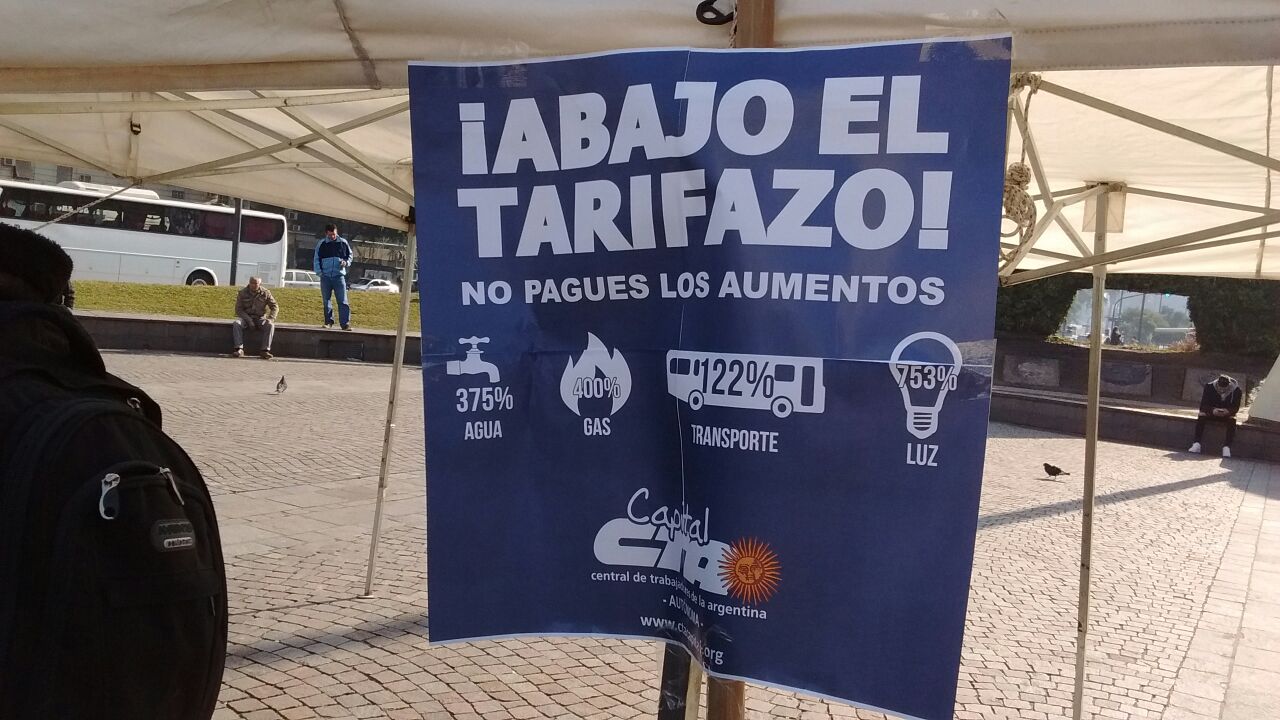 ¡ABAJO EL
TARIFAZO!
NO PAGUES LOS AUMENTOS
375%
AGUA
400%
GAS
122%
TRANSPORTE
753%
LUZ
Capital
cta
central de trabajadores de la argentina
- AUTÓNOMA -